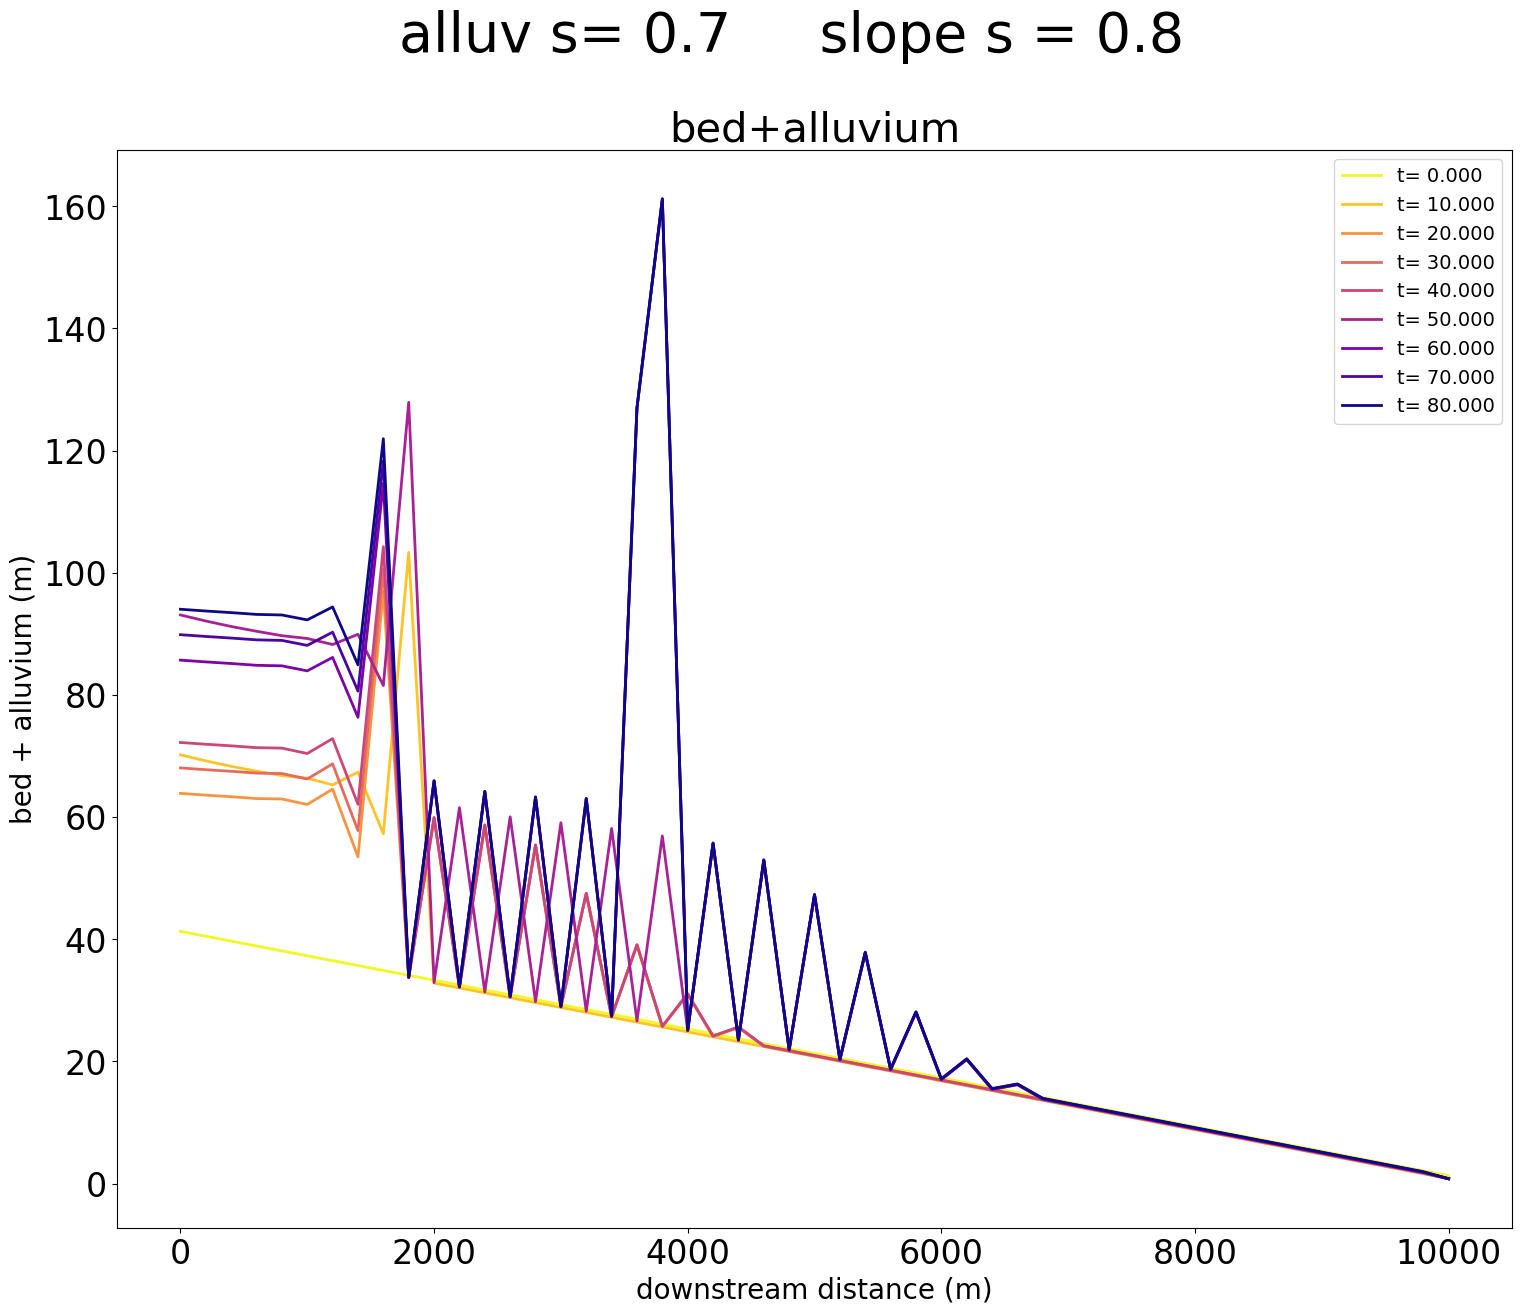 alluv s= 0.7     slope s = 0.8
bed+alluvium
160
140
120
100
80
60
40
20
0
bed + alluvium (m)
t= 0.000
t= 10.000
t= 20.000
t= 30.000
t= 40.000
t= 50.000
t= 60.000
t= 70.000
t= 80.000
0 2000 4000 6000 8000 10000
downstream distance (m)